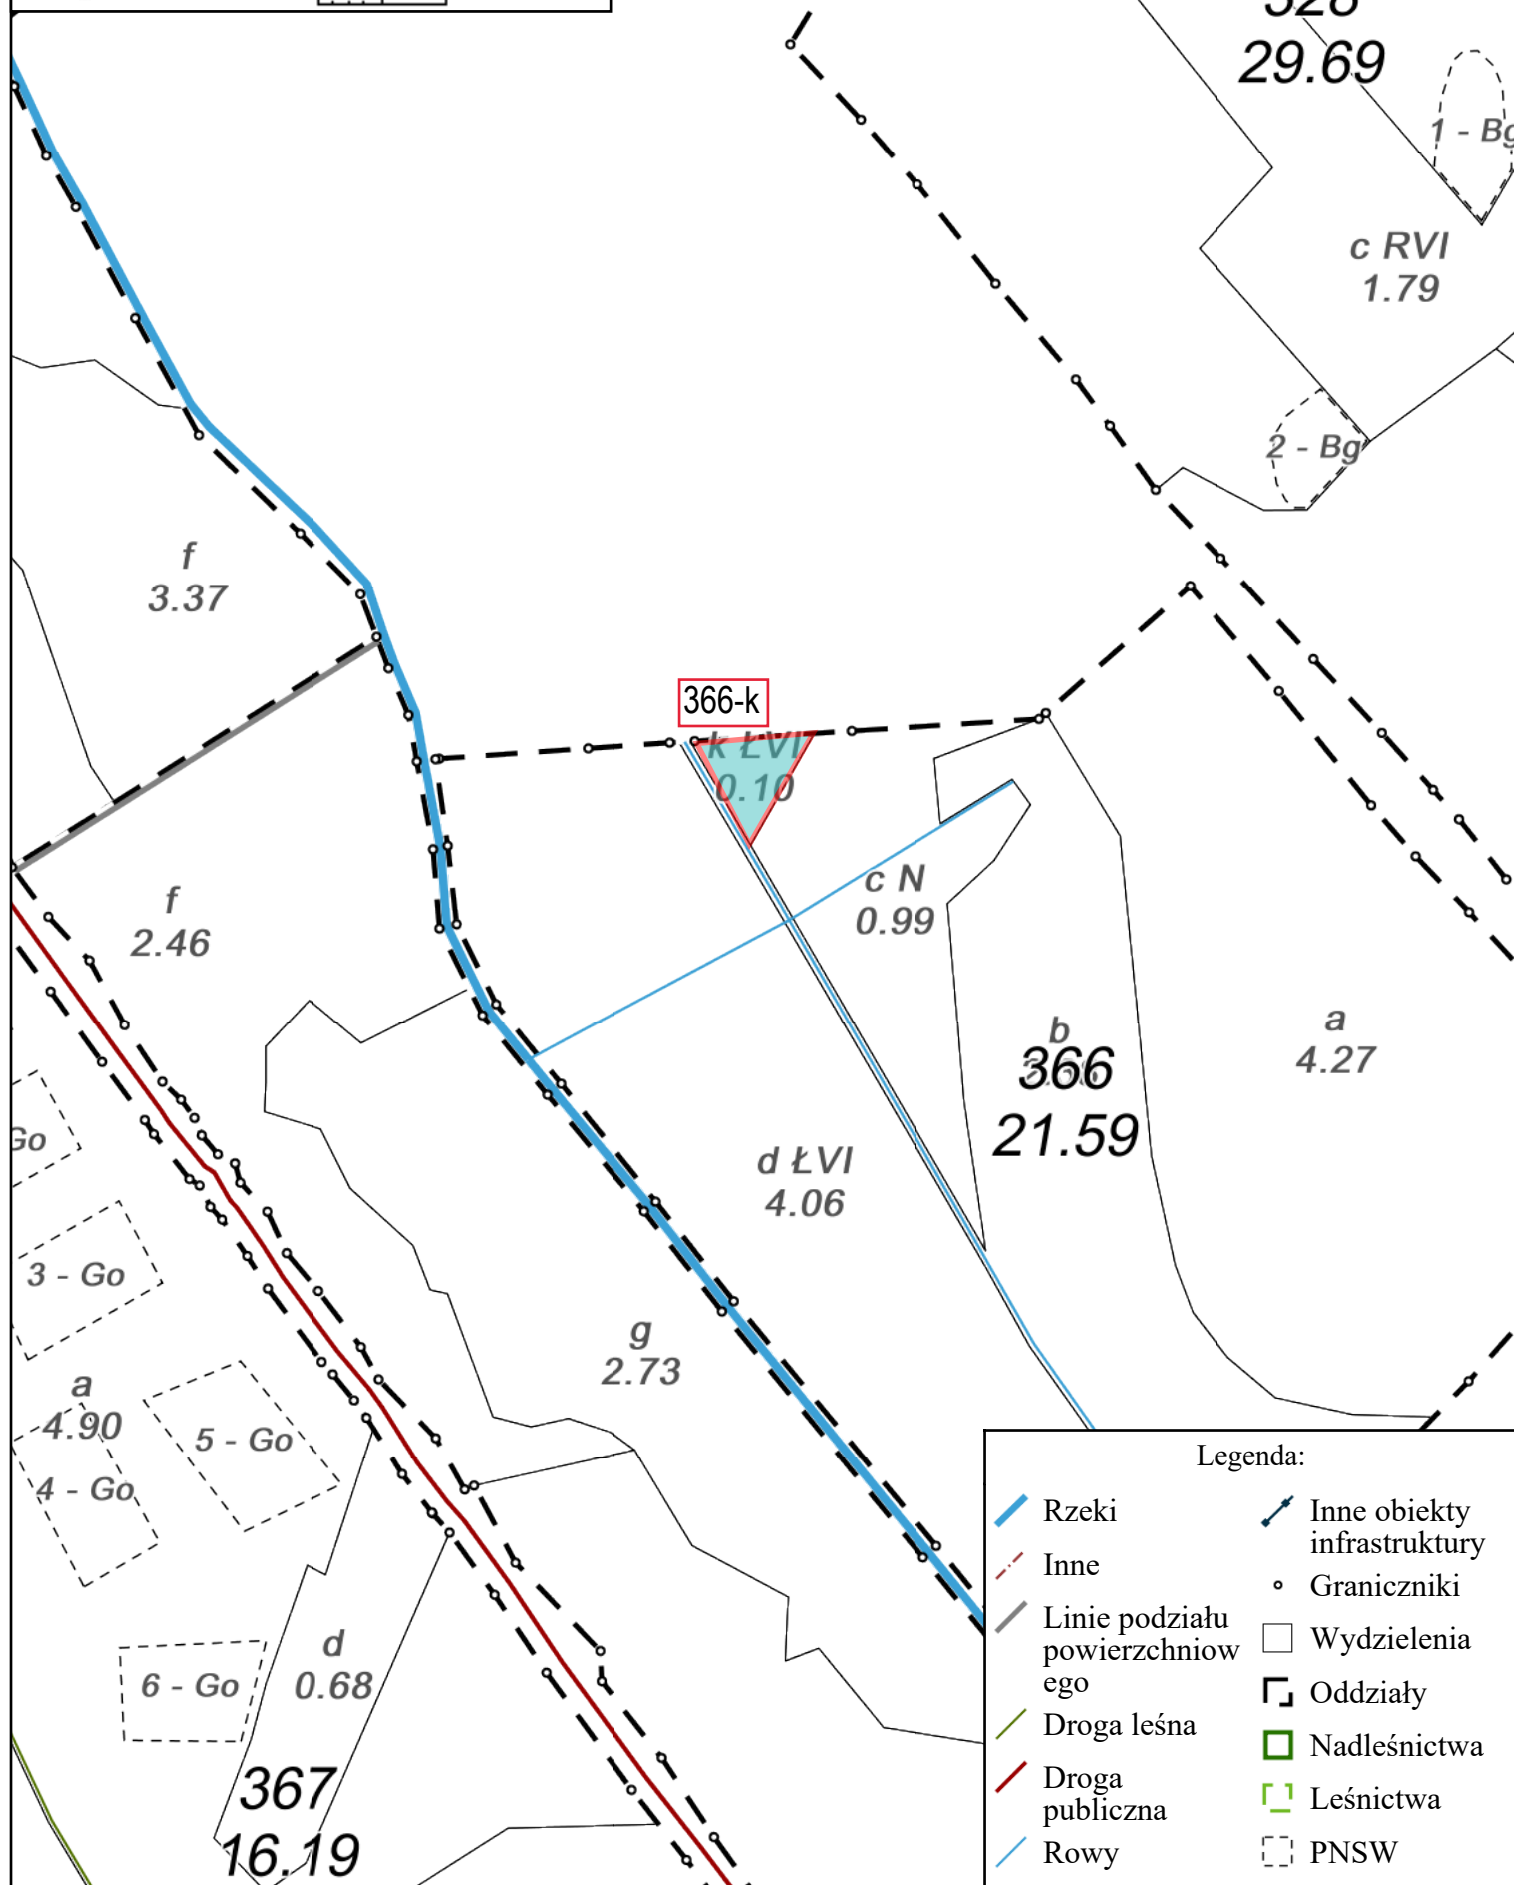 29.69
1 - Bg
c RVI
1.79
2 - Bg
f
3.37
366-k
k ŁVI
0.10
c N
0.99
f
2.46
b
366
21.59
a
4.27
Go
d ŁVI
4.06
3 - Go
g
2.73
a
4.90
5 - Go
4 - Go
d
0.68
6 - Go
367
16.19
Legenda:
Rzeki
Inne
Linie podziału
powierzchniow
ego
Droga leśna
Droga
publiczna
Rowy
Inne obiekty
infrastruktury
Graniczniki
Wydzielenia
Oddziały
Nadleśnictwa
Leśnictwa
PNSW